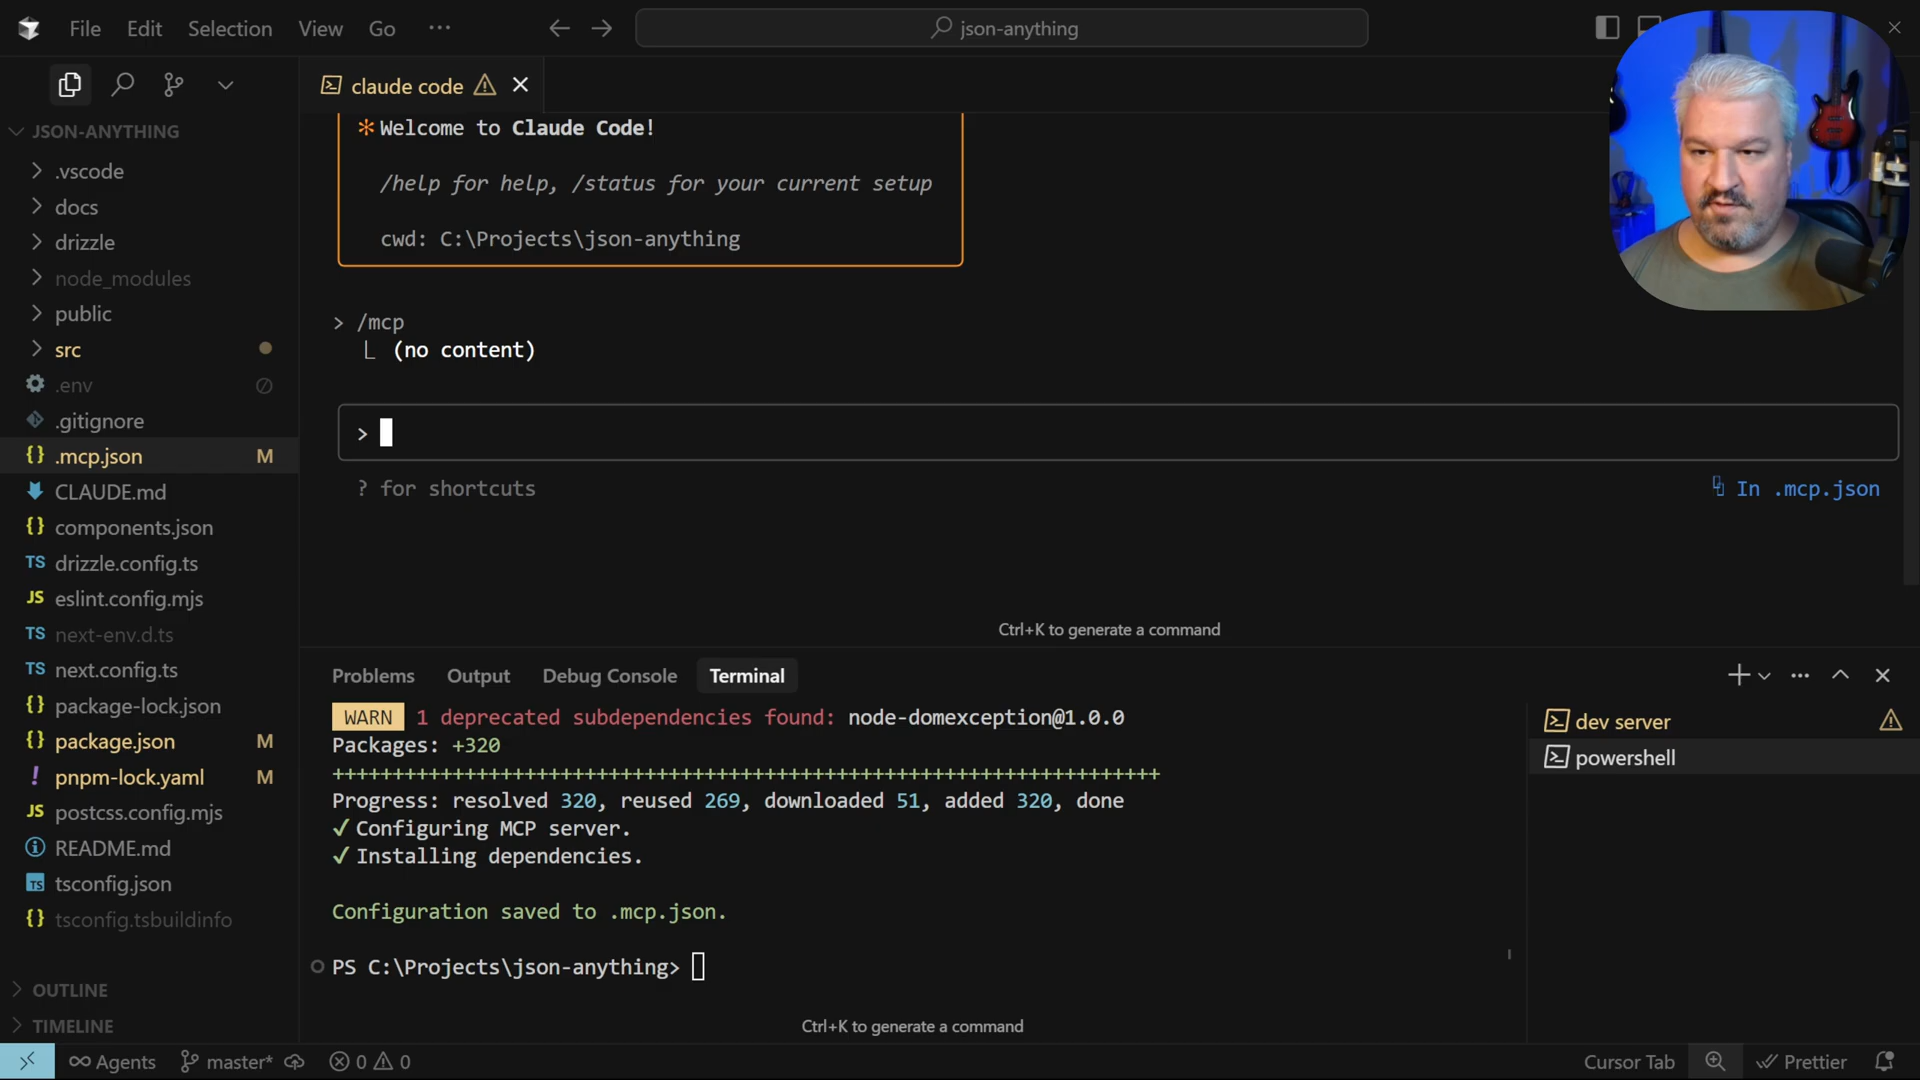 File Edit Selection View Go ···
json-anything
claude code
JSON-ANYTHING
.vscode
docs
drizzle
node_modules
public
src
.env
.gitignore
.mcp.json M
CLAUDE.md
components.json
TS drizzle.config.ts
JS eslint.config.mjs
TS next-env.d.ts
TS next.config.ts
package-lock.json
package.json M
pnpm-lock.yaml M
JS postcss.config.mjs
README.md
TS tsconfig.json
tsconfig.tsbuildinfo
OUTLINE
TIMELINE
Welcome to Claude Code!
/help for help, /status for your current setup
cwd: C:\Projects\json-anything
> /mcp
(no content)
>
? for shortcuts
In .mcp.json
Ctrl+K to generate a command
Problems Output Debug Console Terminal
WARN 1 deprecated subdependencies found: node-domexception@1.0.0
Packages: +320
+++++++++++++++++++++++++++++++++++++++++++++++++++++++++++++++++++++
Progress: resolved 320, reused 269, downloaded 51, added 320, done
✓ Configuring MCP server.
✓ Installing dependencies.
Configuration saved to .mcp.json.
PS C:\Projects\json-anything>
Ctrl+K to generate a command
dev server
powershell
Agents master* 0 0
Cursor Tab Prettier